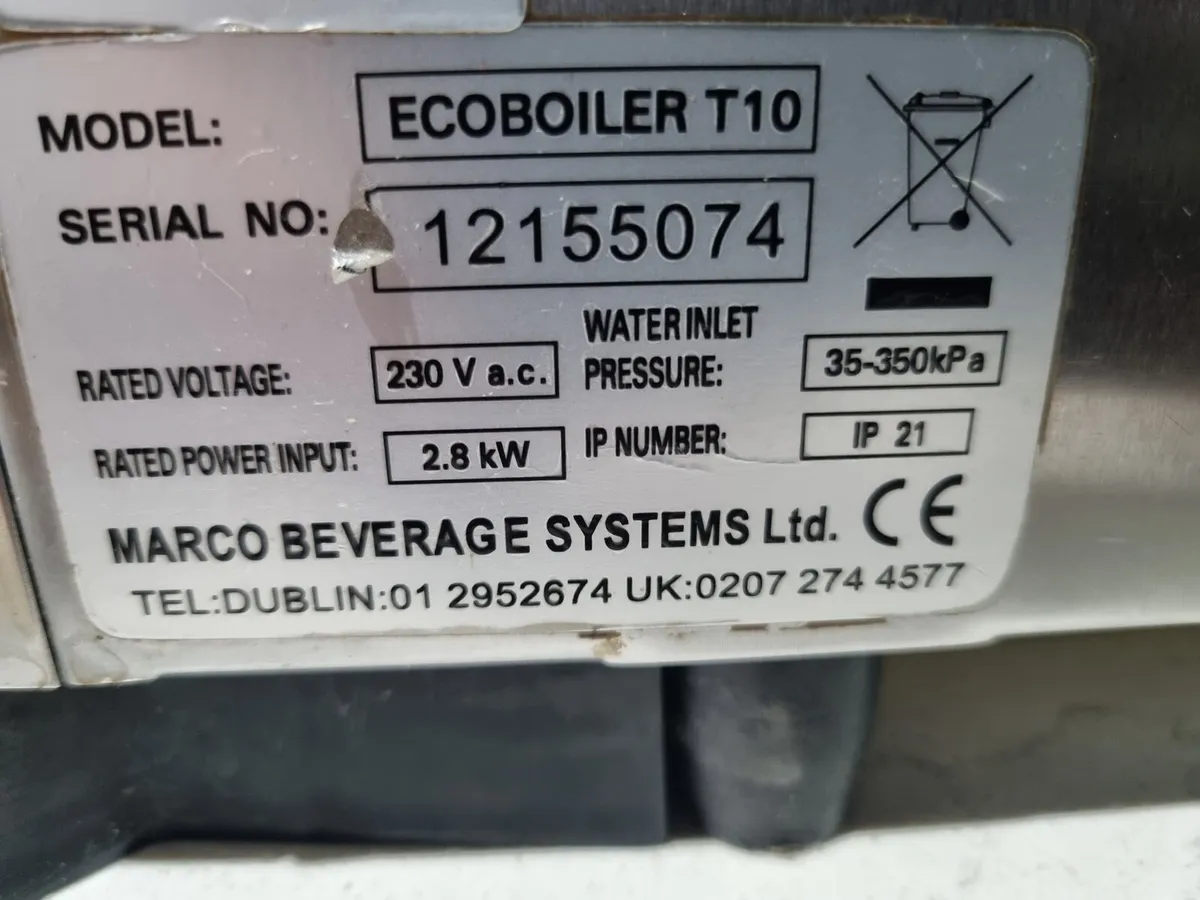 MODEL: ECOBOILER T10
SERIAL NO: 12155074
RATED VOLTAGE: 230 V a.c. WATER INLET PRESSURE: 35-350kPa
RATED POWER INPUT: 2.8 kW IP NUMBER: IP 21
MARCO BEVERAGE SYSTEMS Ltd. CE
TEL:DUBLIN:01 2952674 UK:0207 274 4577